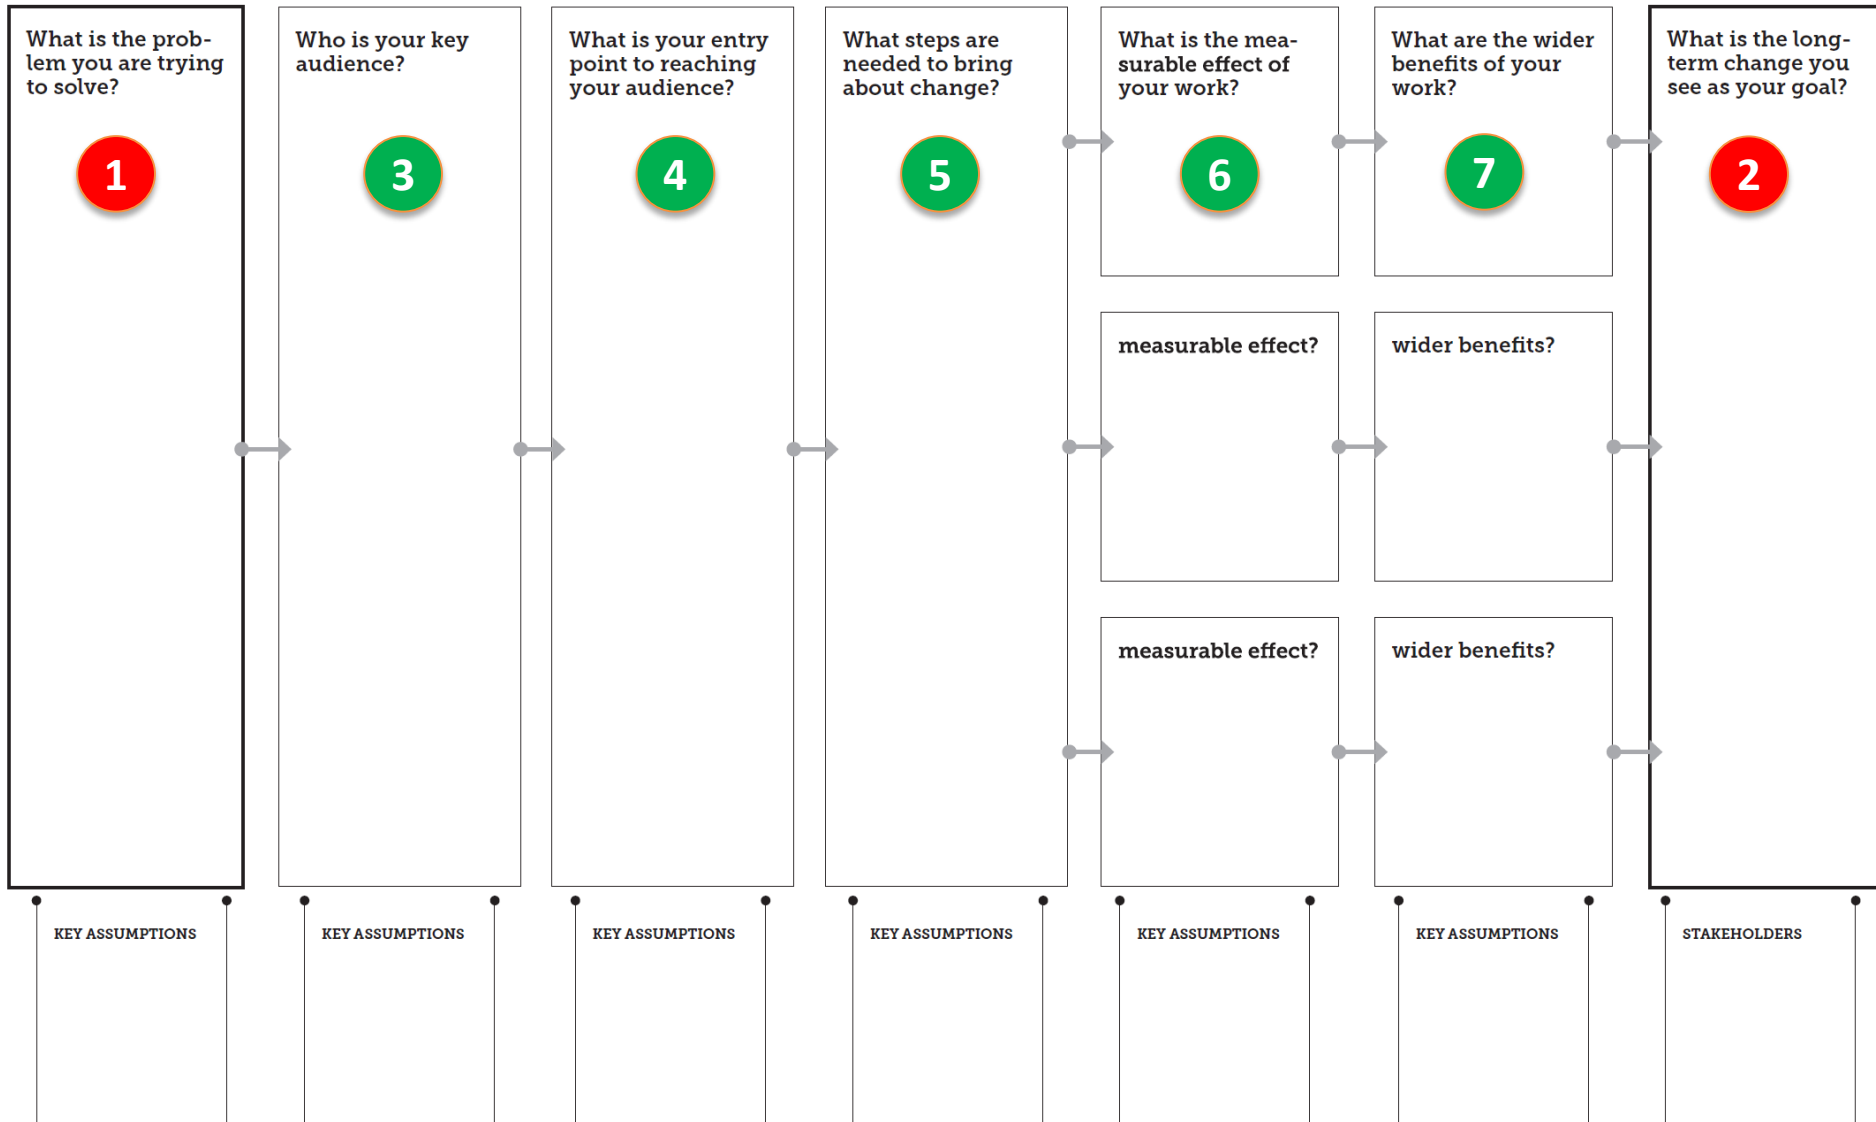 What is the prob-
lem you are trying
to solve?
1
Who is your key
audience?
3
What is your entry
point to reaching
your audience?
4
What steps are
needed to bring
about change?
5
What is the mea-
surable effect of
your work?
6
What are the wider
benefits of your
work?
7
What is the long-
term change you
see as your goal?
2
measurable effect?
wider benefits?
measurable effect?
wider benefits?
KEY ASSUMPTIONS
KEY ASSUMPTIONS
KEY ASSUMPTIONS
KEY ASSUMPTIONS
KEY ASSUMPTIONS
KEY ASSUMPTIONS
STAKEHOLDERS